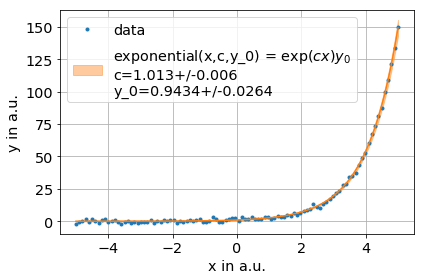 data
exponential(x,c,y_0) = exp(cx)y₀
c=1.013+/-0.006
y_0=0.9434+/-0.0264
150
125
100
75
50
25
0
y in a.u.
−4 −2 0 2 4
x in a.u.